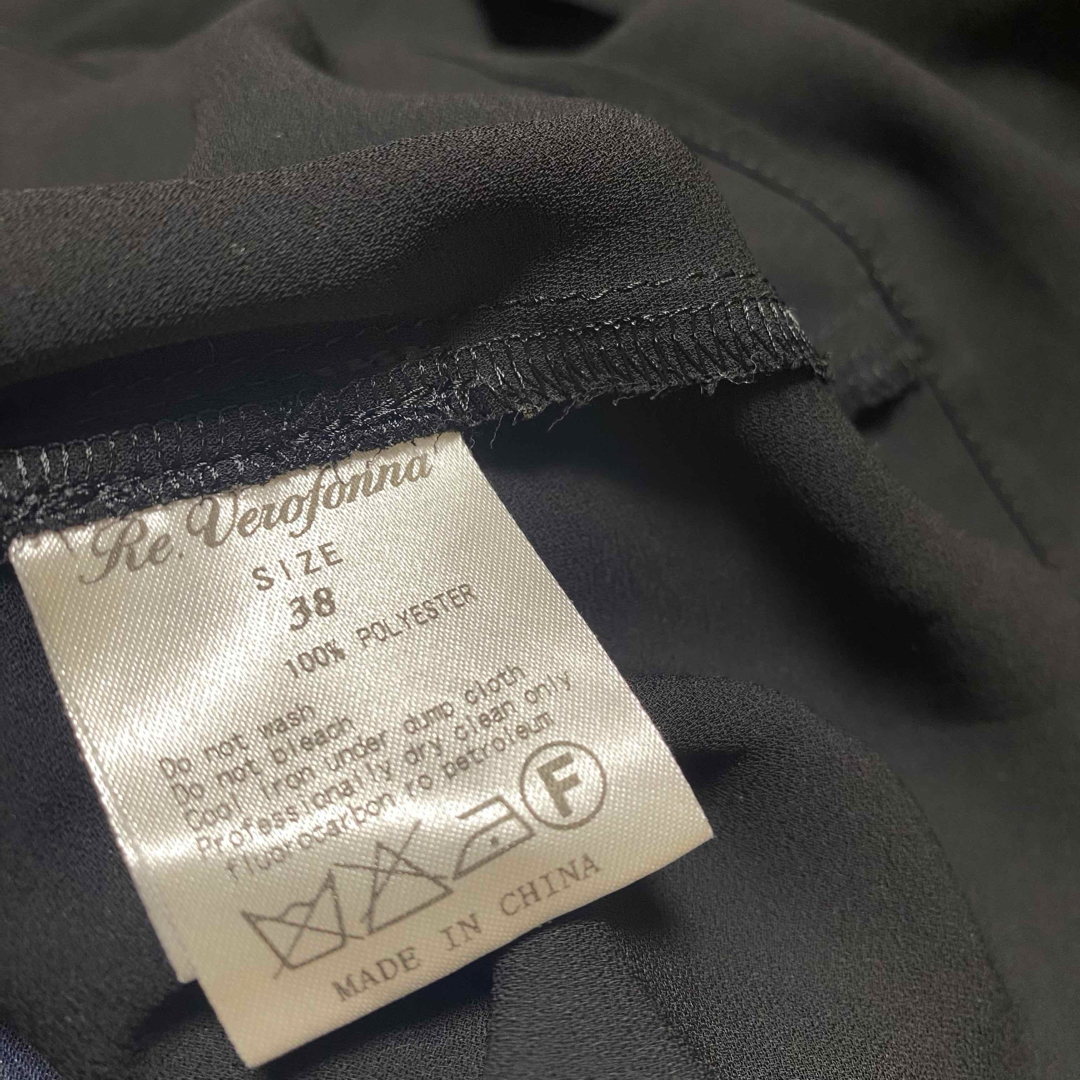 Re.Verofonna
SIZE
38
100% POLYESTER
Do not wash
Do not bleach
Cool iron under dump cloth
Professionally dry clean only
fluorocarbon ro petroleum
F
MADE IN CHINA